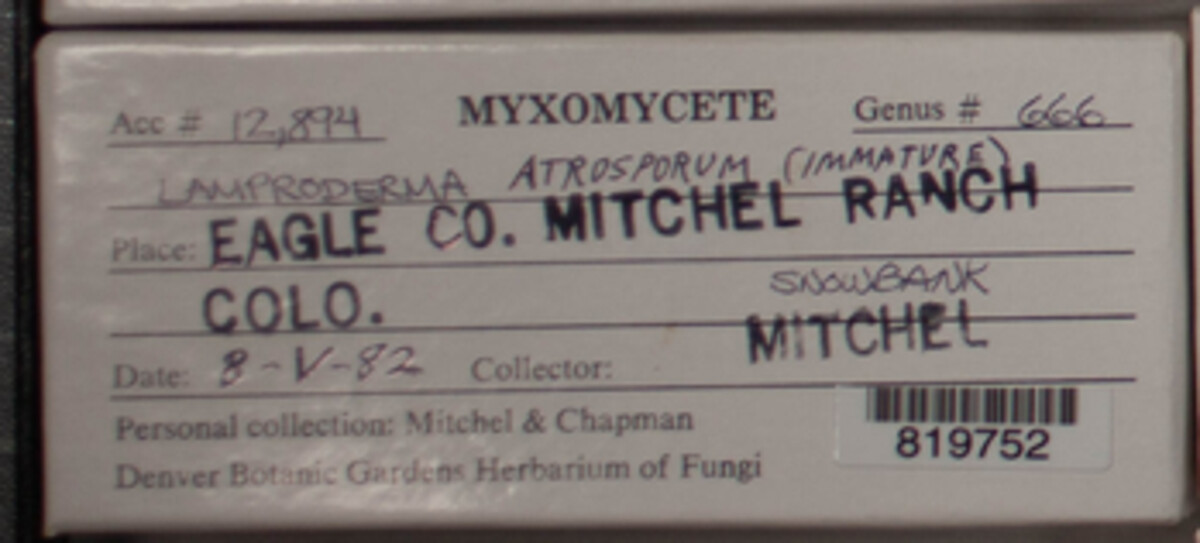 Acc # 12,894 MYXOMYCETE Genus # 666
LAMPRODERMA ATROSPORUM (IMMATURE)
Place: EAGLE CO. MITCHEL RANCH
COLO. SNOWBANK
Date: 8-V-82 Collector: MITCHEL
Personal collection: Mitchel & Chapman
Denver Botanic Gardens Herbarium of Fungi
819752